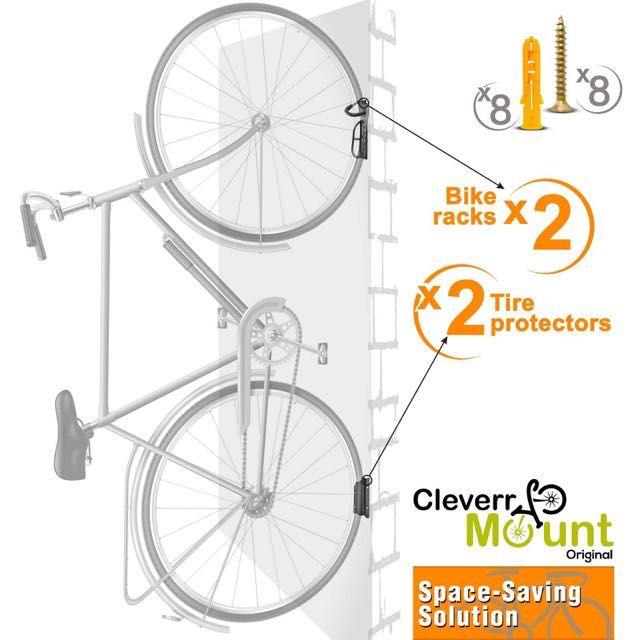 x8
x8
Bike
racks x2
x2 Tire
protectors
Cleverr
Mount
Original
Space-Saving
Solution